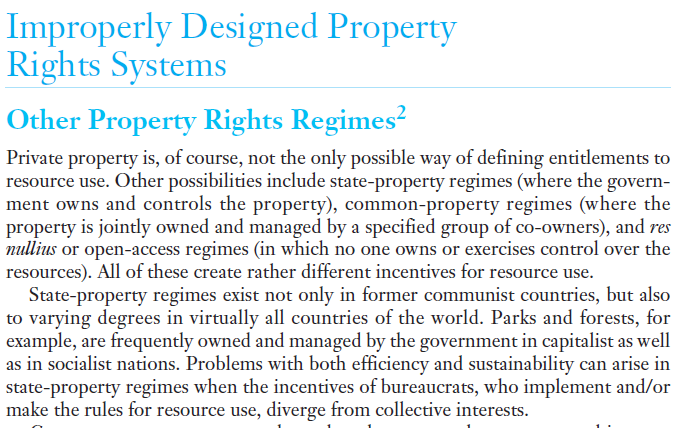 Improperly Designed Property
Rights Systems
Other Property Rights Regimes²
Private property is, of course, not the only possible way of defining entitlements to
resource use. Other possibilities include state-property regimes (where the govern-
ment owns and controls the property), common-property regimes (where the
property is jointly owned and managed by a specified group of co-owners), and res
nullius or open-access regimes (in which no one owns or exercises control over the
resources). All of these create rather different incentives for resource use.
State-property regimes exist not only in former communist countries, but also
to varying degrees in virtually all countries of the world. Parks and forests, for
example, are frequently owned and managed by the government in capitalist as well
as in socialist nations. Problems with both efficiency and sustainability can arise in
state-property regimes when the incentives of bureaucrats, who implement and/or
make the rules for resource use, diverge from collective interests.